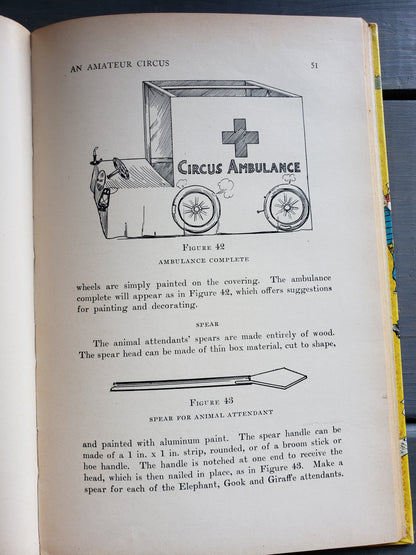 AN AMATEUR CIRCUS 51
CIRCUS AMBULANCE
FIGURE 42
AMBULANCE COMPLETE
wheels are simply painted on the covering. The ambulance
complete will appear as in Figure 42, which offers suggestions
for painting and decorating.
SPEAR
The animal attendants' spears are made entirely of wood.
The spear head can be made of thin box material, cut to shape,
FIGURE 43
SPEAR FOR ANIMAL ATTENDANT
and painted with aluminum paint. The spear handle can be
made of a 1 in. x 1 in. strip, rounded, or of a broom stick or
hoe handle. The handle is notched at one end to receive the
head, which is then nailed in place, as in Figure 43. Make a
spear for each of the Elephant, Gook and Giraffe attendants.